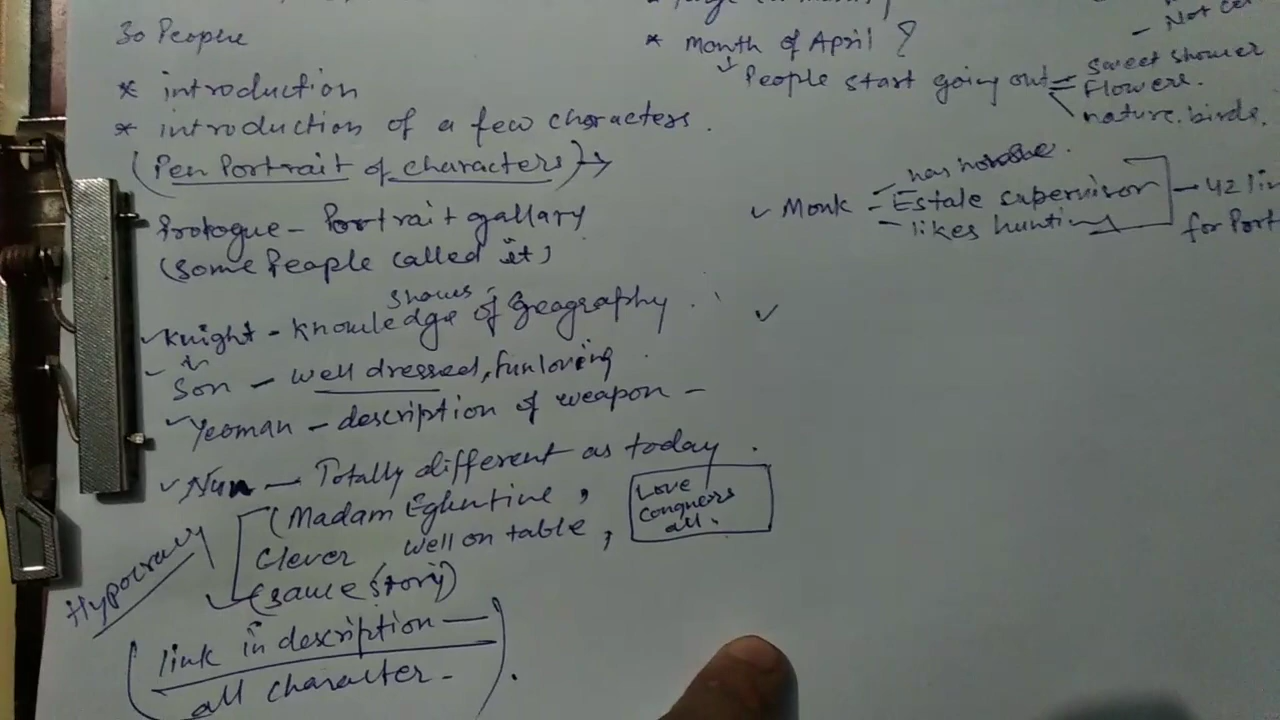 30 People
* introduction
* introduction of a few characters.
(Pen Portrait of characters)→
Prologue - Portrait gallary
(some People called it)
Knight - knowledge of Geography.
shows
Son - well dressed, funloving
Yeoman - description of weapon -
Nun - Totally different as today.
(Madam Eglentine,
Clever well on table,
(same story)
Hypocracy
Love
Conquers
all.
link in description -
all character.
* Month of April ?
People start going out
Sweet shower
Flowers.
nature. birds.
- Not
has
Monk = Estate supervisor
- likes hunting
- 42
for Port